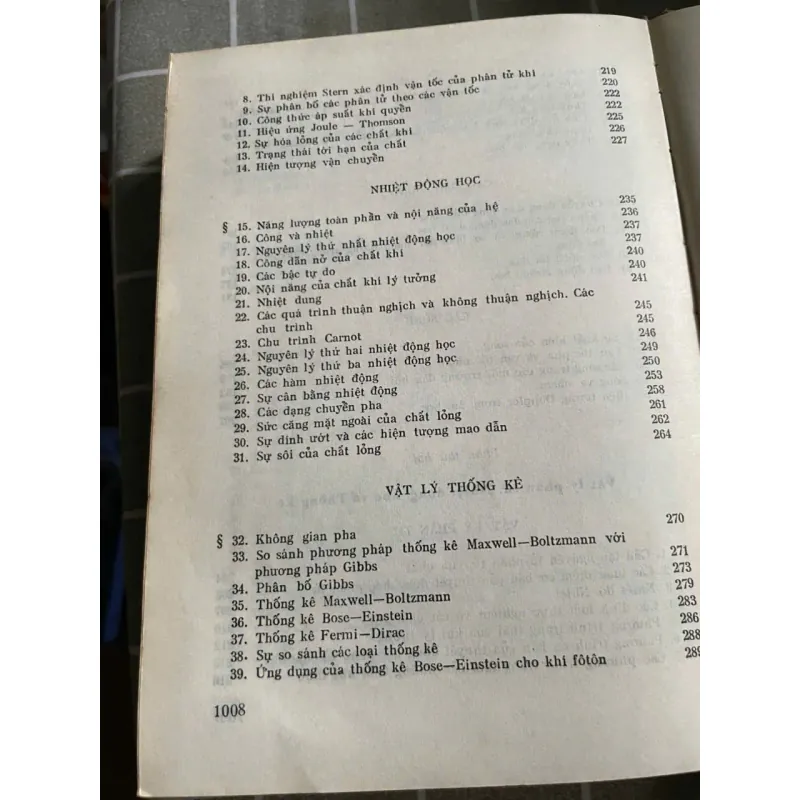 8. Thí nghiệm Stern xác định vận tốc của phân tử khí 219
9. Sự phân bố các phân tử theo các vận tốc 220
10. Công thức áp suất khí quyển 222
11. Hiệu ứng Joule — Thomson 222
12. Sự hóa lỏng của các chất khí 225
13. Trạng thái tới hạn của chất 226
14. Hiện tượng vận chuyển 227
NHIỆT ĐỘNG HỌC
§ 15. Năng lượng toàn phần và nội năng của hệ 235
16. Công và nhiệt 236
17. Nguyên lý thứ nhất nhiệt động học 237
18. Công dãn nở của chất khí 237
19. Các bậc tự do 240
20. Nội năng của chất khí lý tưởng 240
21. Nhiệt dung 241
22. Các quá trình thuận nghịch và không thuận nghịch. Các
chu trình 245
23. Chu trình Carnot 245
24. Nguyên lý thứ hai nhiệt động học 246
25. Nguyên lý thứ ba nhiệt động học 249
26. Các hàm nhiệt động 250
27. Sự cân bằng nhiệt động 253
28. Các dạng chuyển pha 258
29. Sức căng mặt ngoài của chất lỏng 261
30. Sự dính ướt và các hiện tượng mao dẫn 262
31. Sự sôi của chất lỏng 264
VẬT LÝ THỐNG KÊ
§ 32. Không gian pha 270
33. So sánh phương pháp thống kê Maxwell—Boltzmann với
phương pháp Gibbs 271
34. Phân bố Gibbs 273
35. Thống kê Maxwell—Boltzmann 279
36. Thống kê Bose—Einstein 283
37. Thống kê Fermi—Dirac 286
38. Sự so sánh các loại thống kê 288
39. Ứng dụng của thống kê Bose—Einstein cho khí fôtôn 289
1008